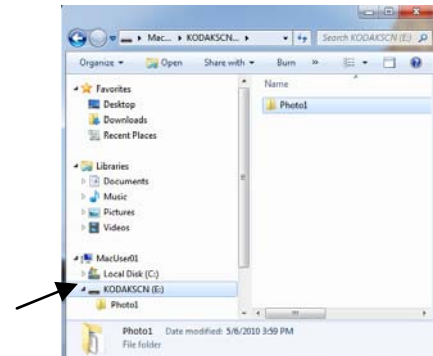 Mac... KODAKSCN... Search KODAKSCN (E:)
Organize Open Share with Burn »
Favorites
Desktop
Downloads
Recent Places
Libraries
Documents
Music
Pictures
Videos
MacUser01
Local Disk (C:)
KODAKSCN (E:)
Photo1
Name
Photo1
Photo1 Date modified: 5/6/2010 3:59 PM
File folder